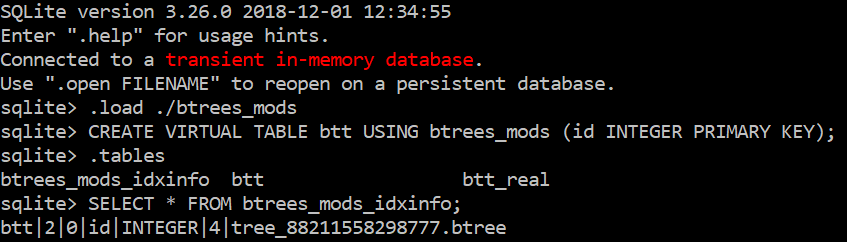 SQLite version 3.26.0 2018-12-01 12:34:55
Enter ".help" for usage hints.
Connected to a transient in-memory database.
Use ".open FILENAME" to reopen on a persistent database.
sqlite> .load ./btrees_mods
sqlite> CREATE VIRTUAL TABLE btt USING btrees_mods (id INTEGER PRIMARY KEY);
sqlite> .tables
btrees_mods_idxinfo  btt                  btt_real
sqlite> SELECT * FROM btrees_mods_idxinfo;
btt|2|0|id|INTEGER|4|tree_88211558298777.btree